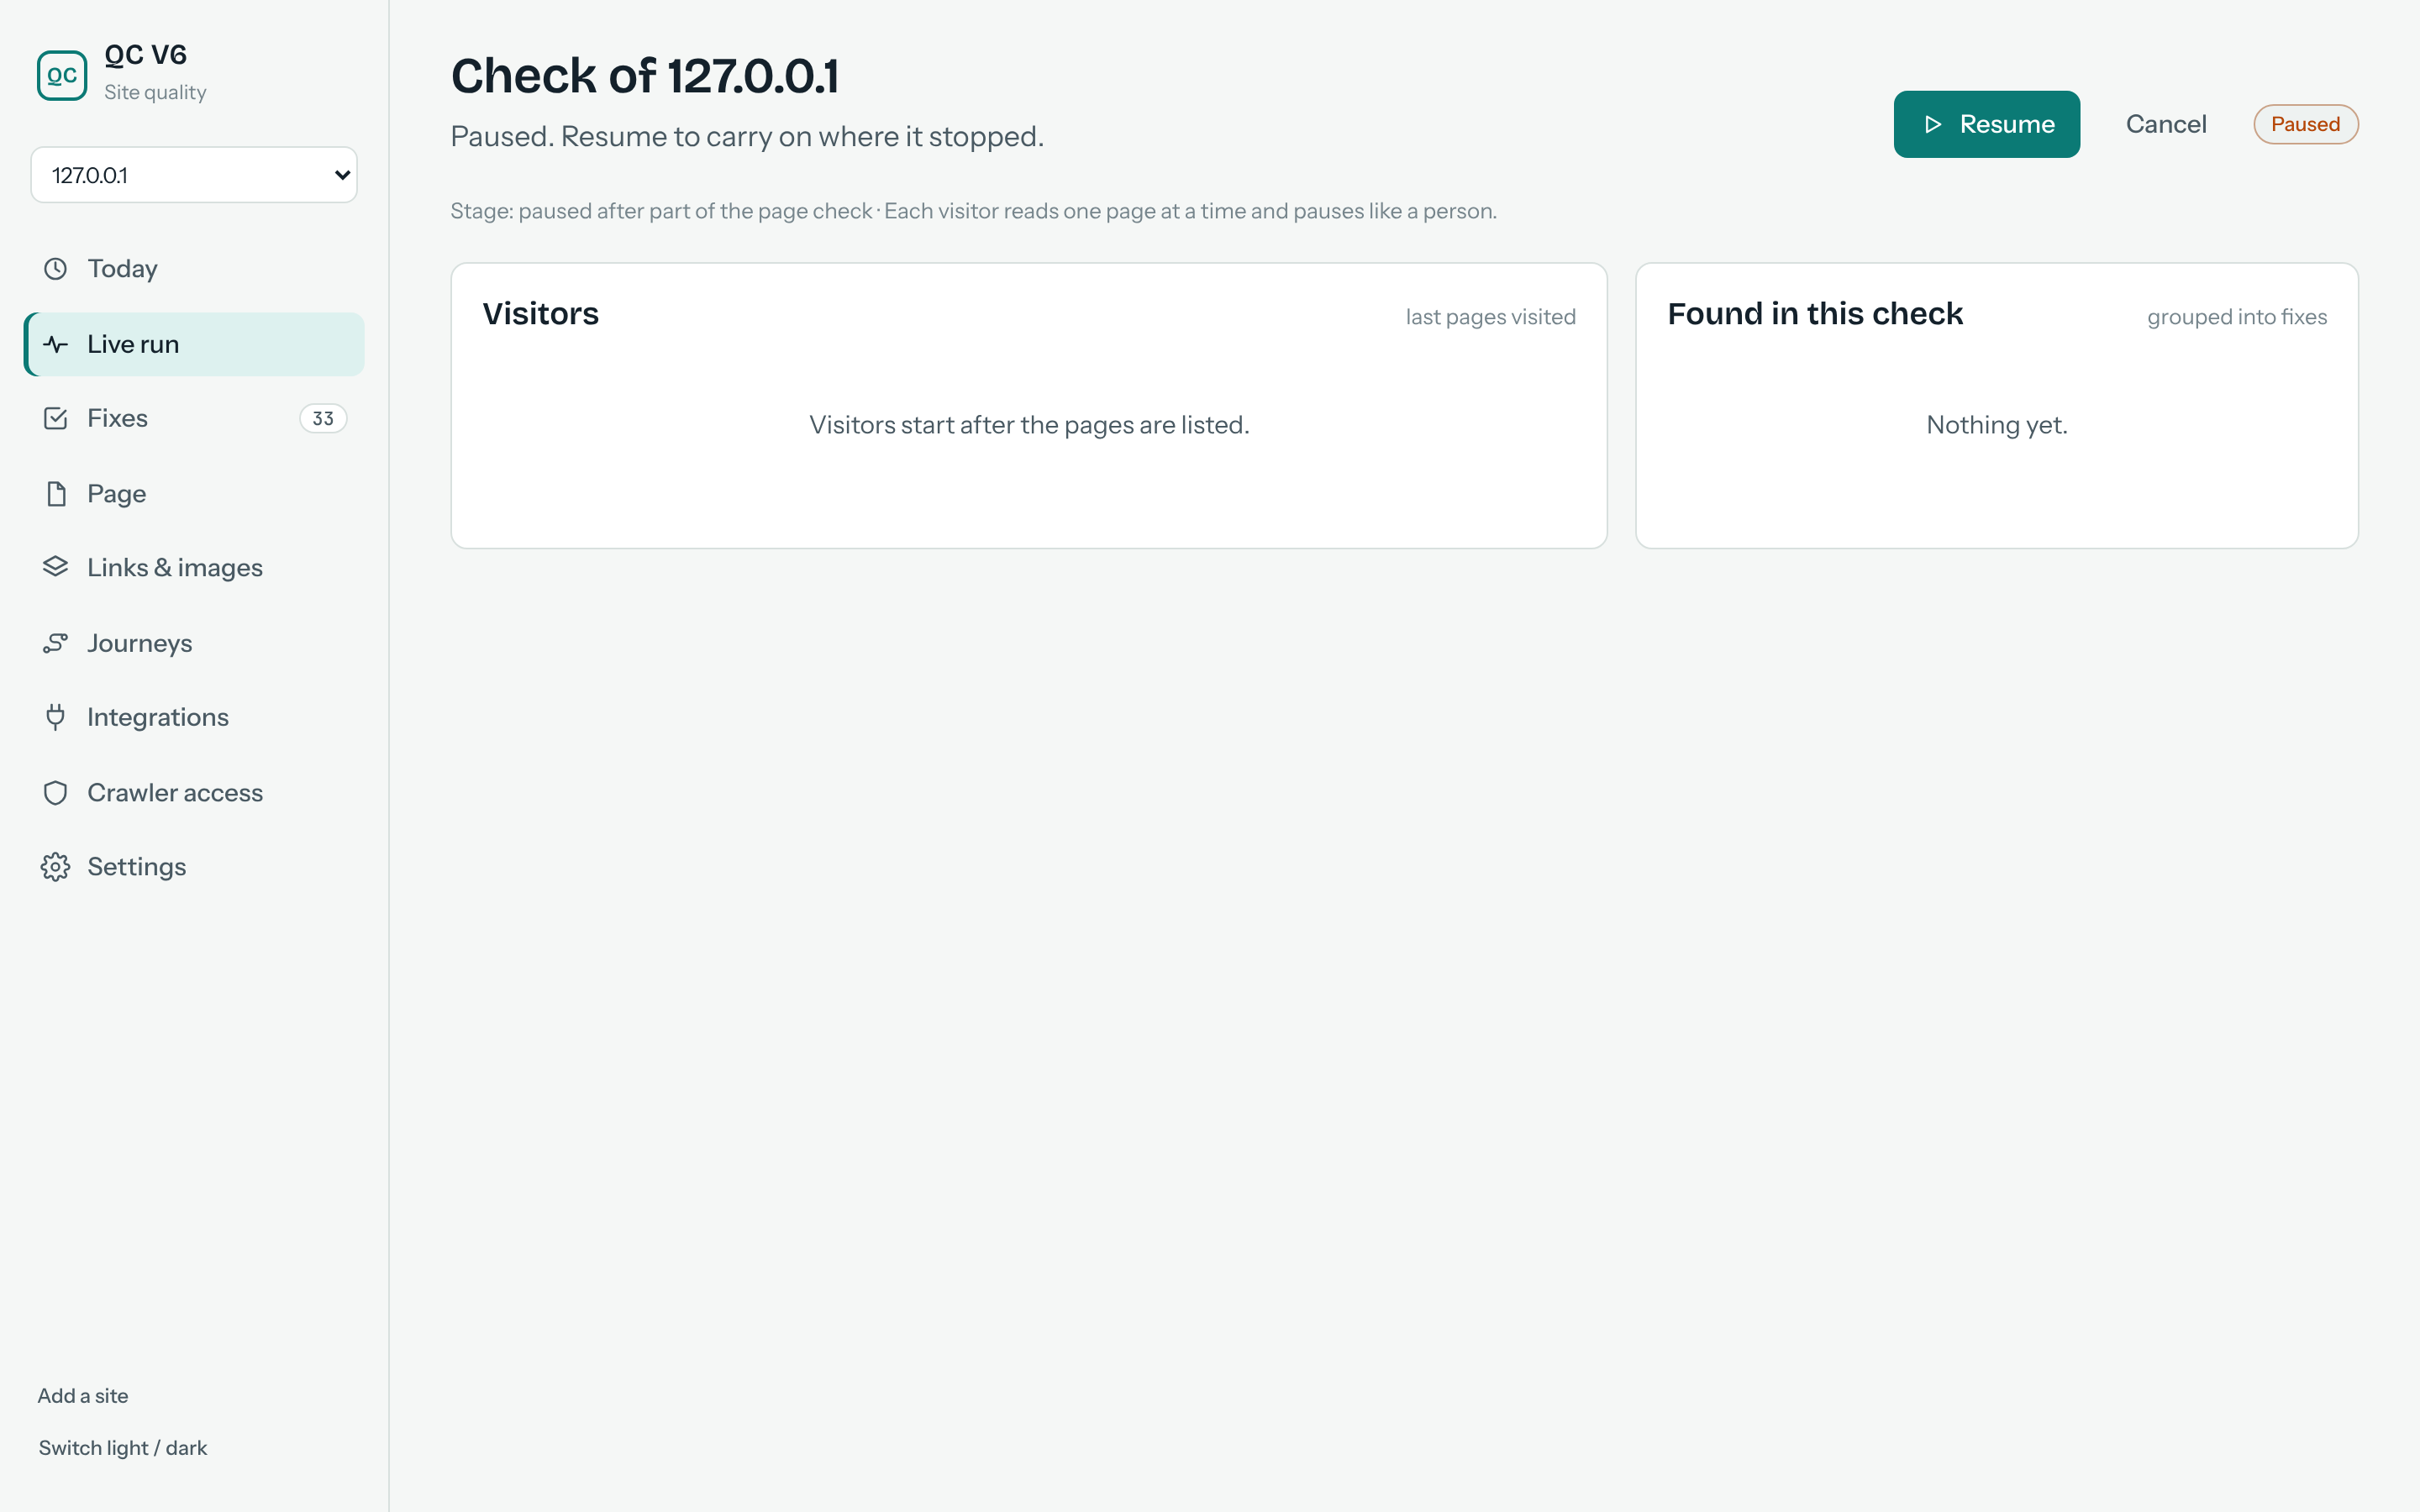 QC
QC V6
Site quality
127.0.0.1
Today
Live run
Fixes 33
Page
Links & images
Journeys
Integrations
Crawler access
Settings
Add a site
Switch light / dark
Check of 127.0.0.1
Paused. Resume to carry on where it stopped.
Resume Cancel Paused
Stage: paused after part of the page check · Each visitor reads one page at a time and pauses like a person.
Visitors last pages visited
Visitors start after the pages are listed.
Found in this check grouped into fixes
Nothing yet.